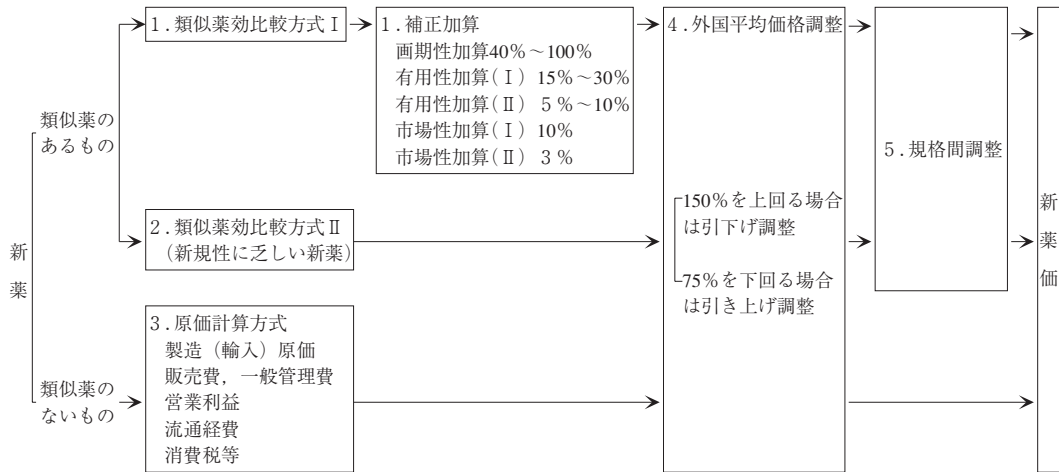 新薬
類似薬の
あるもの
類似薬の
ないもの
1.類似薬効比較方式Ⅰ
1.補正加算
画期性加算40%~100%
有用性加算(Ⅰ) 15%~30%
有用性加算(Ⅱ) 5%~10%
市場性加算(Ⅰ) 10%
市場性加算(Ⅱ) 3%
2.類似薬効比較方式Ⅱ
(新規性に乏しい新薬)
3.原価計算方式
製造(輸入)原価
販売費,一般管理費
営業利益
流通経費
消費税等
4.外国平均価格調整
150%を上回る場合
は引下げ調整
75%を下回る場合
は引き上げ調整
5.規格間調整
新薬価